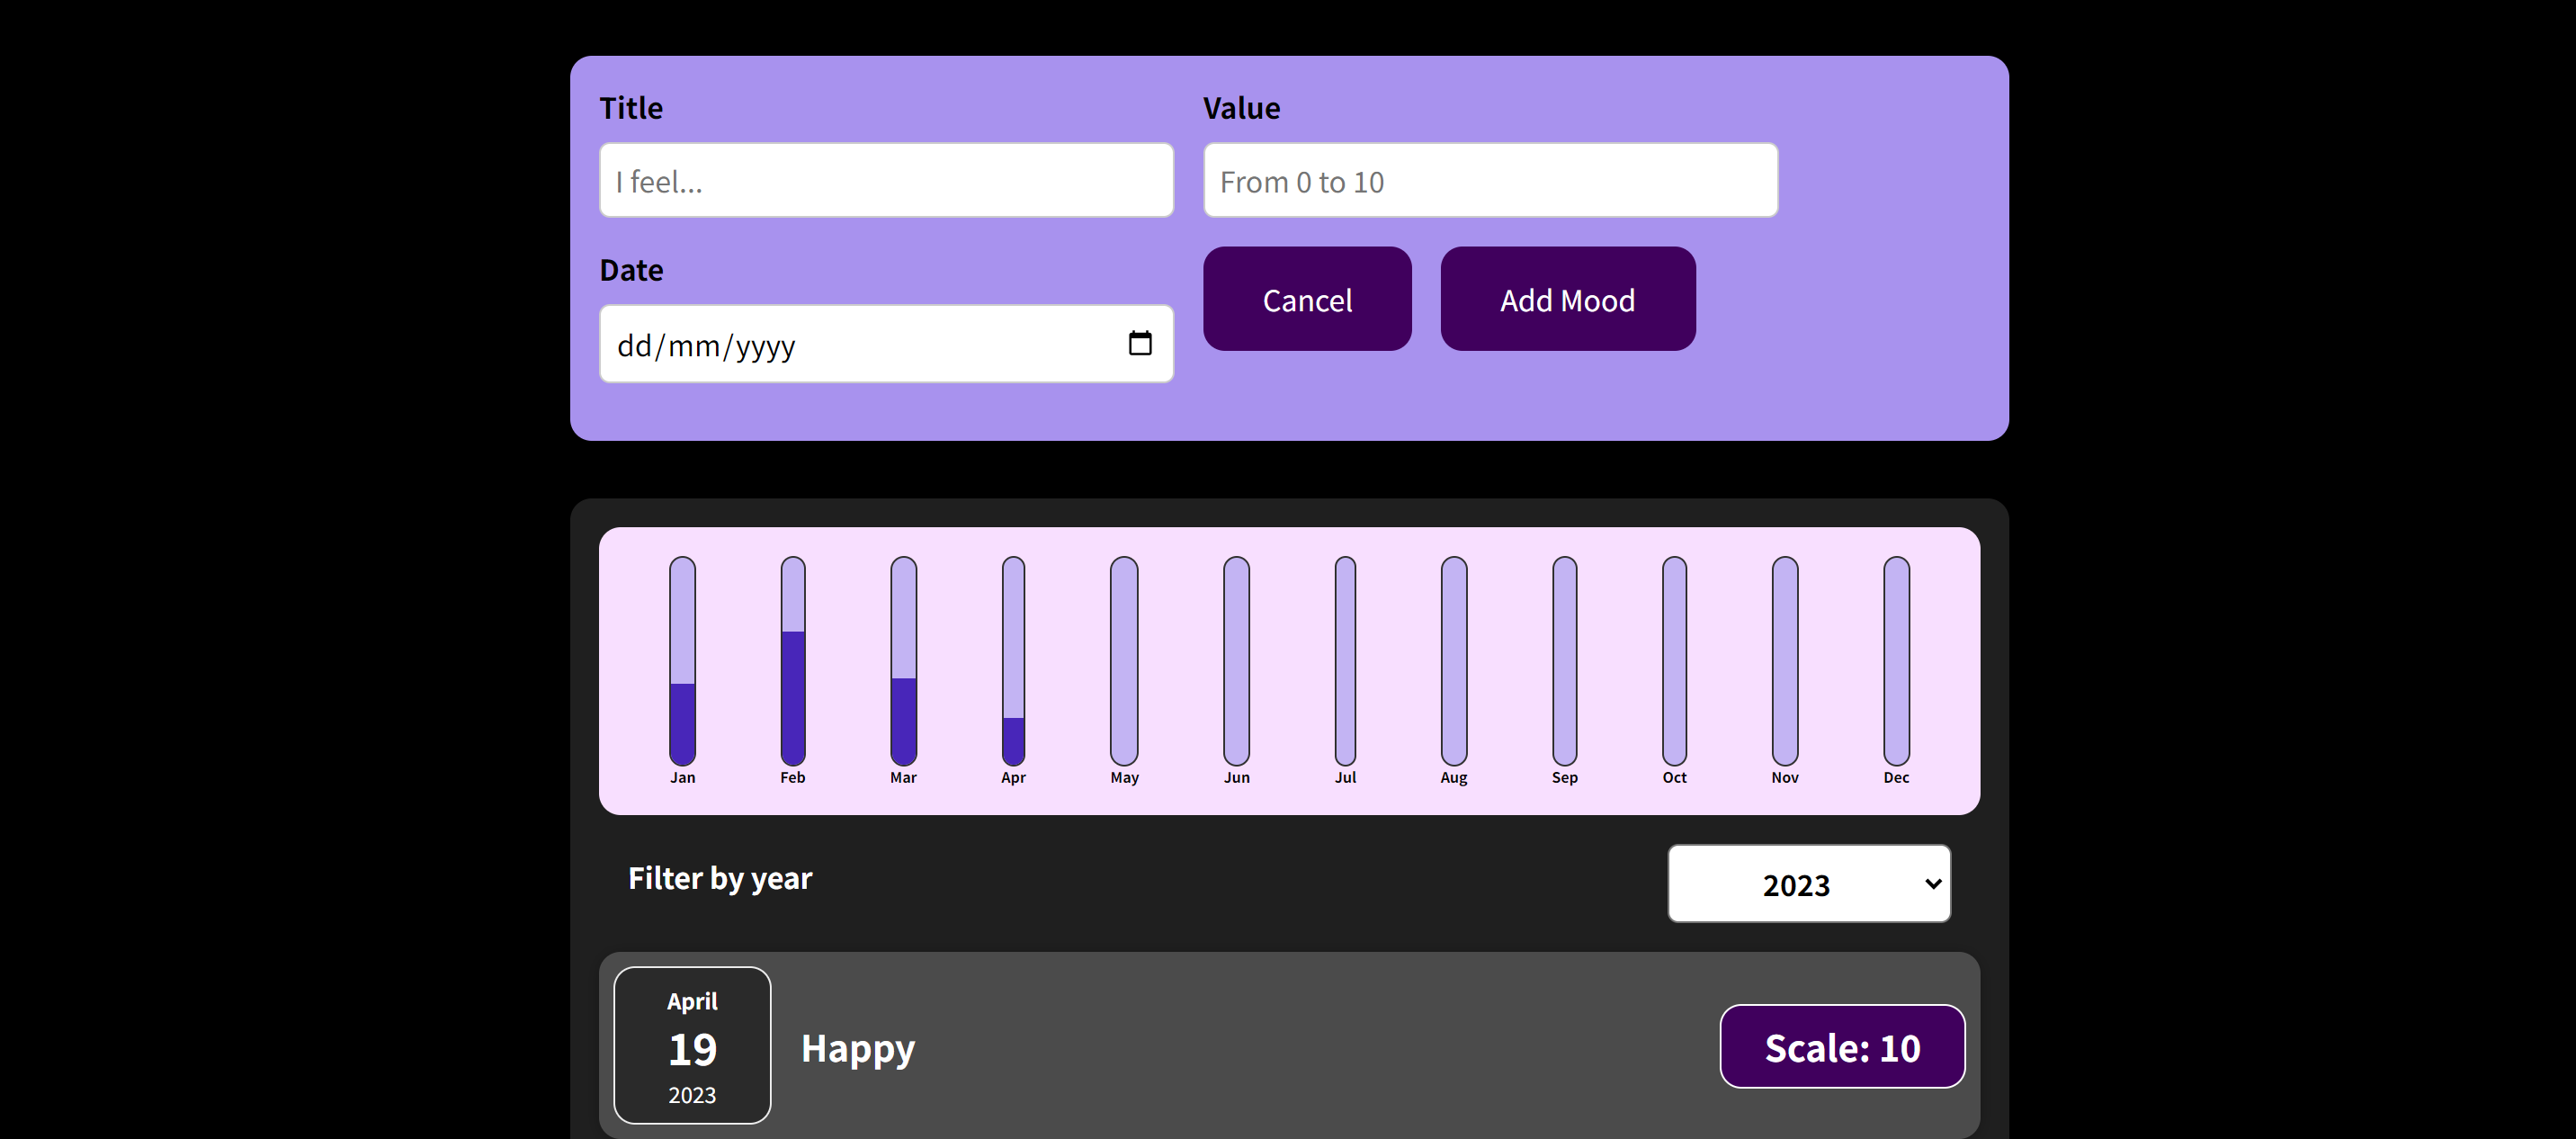 Title
Value
I feel...
From 0 to 10
Date
Cancel
Add Mood
dd/mm/yyyy
Jan Feb Mar Apr May Jun Jul Aug Sep Oct Nov Dec
Filter by year
2023
April
19
2023
Happy
Scale: 10